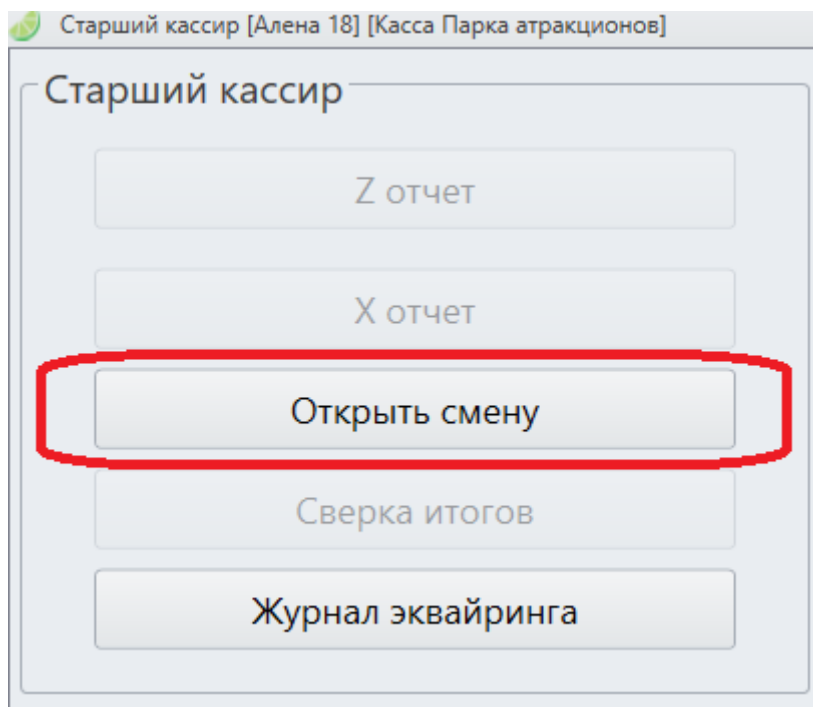 Старший кассир [Алена 18] [Касса Парка атракционов]
Старший кассир
Z отчет
X отчет
Открыть смену
Сверка итогов
Журнал эквайринга